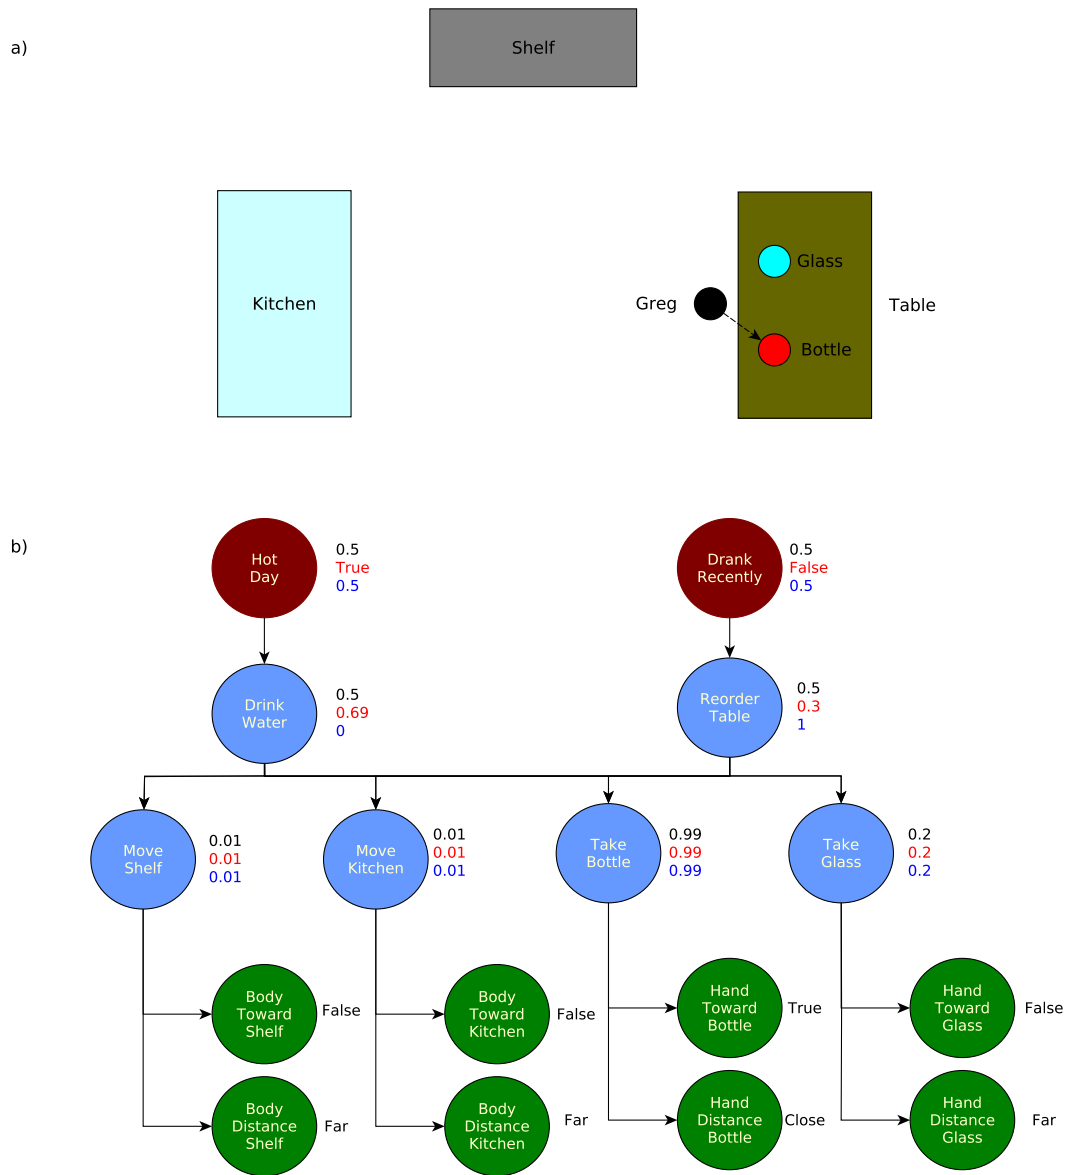 a)
Shelf
Kitchen
Greg
Glass
Bottle
Table
b)
Hot
Day
0.5
True
0.5
Drank
Recently
0.5
False
0.5
Drink
Water
0.5
0.69
0
Reorder
Table
0.5
0.3
1
Move
Shelf
0.01
0.01
0.01
Move
Kitchen
0.01
0.01
0.01
Take
Bottle
0.99
0.99
0.99
Take
Glass
0.2
0.2
0.2
Body
Toward
Shelf
False
Body
Toward
Kitchen
False
Hand
Toward
Bottle
True
Hand
Toward
Glass
False
Body
Distance
Shelf
Far
Body
Distance
Kitchen
Far
Hand
Distance
Bottle
Close
Hand
Distance
Glass
Far